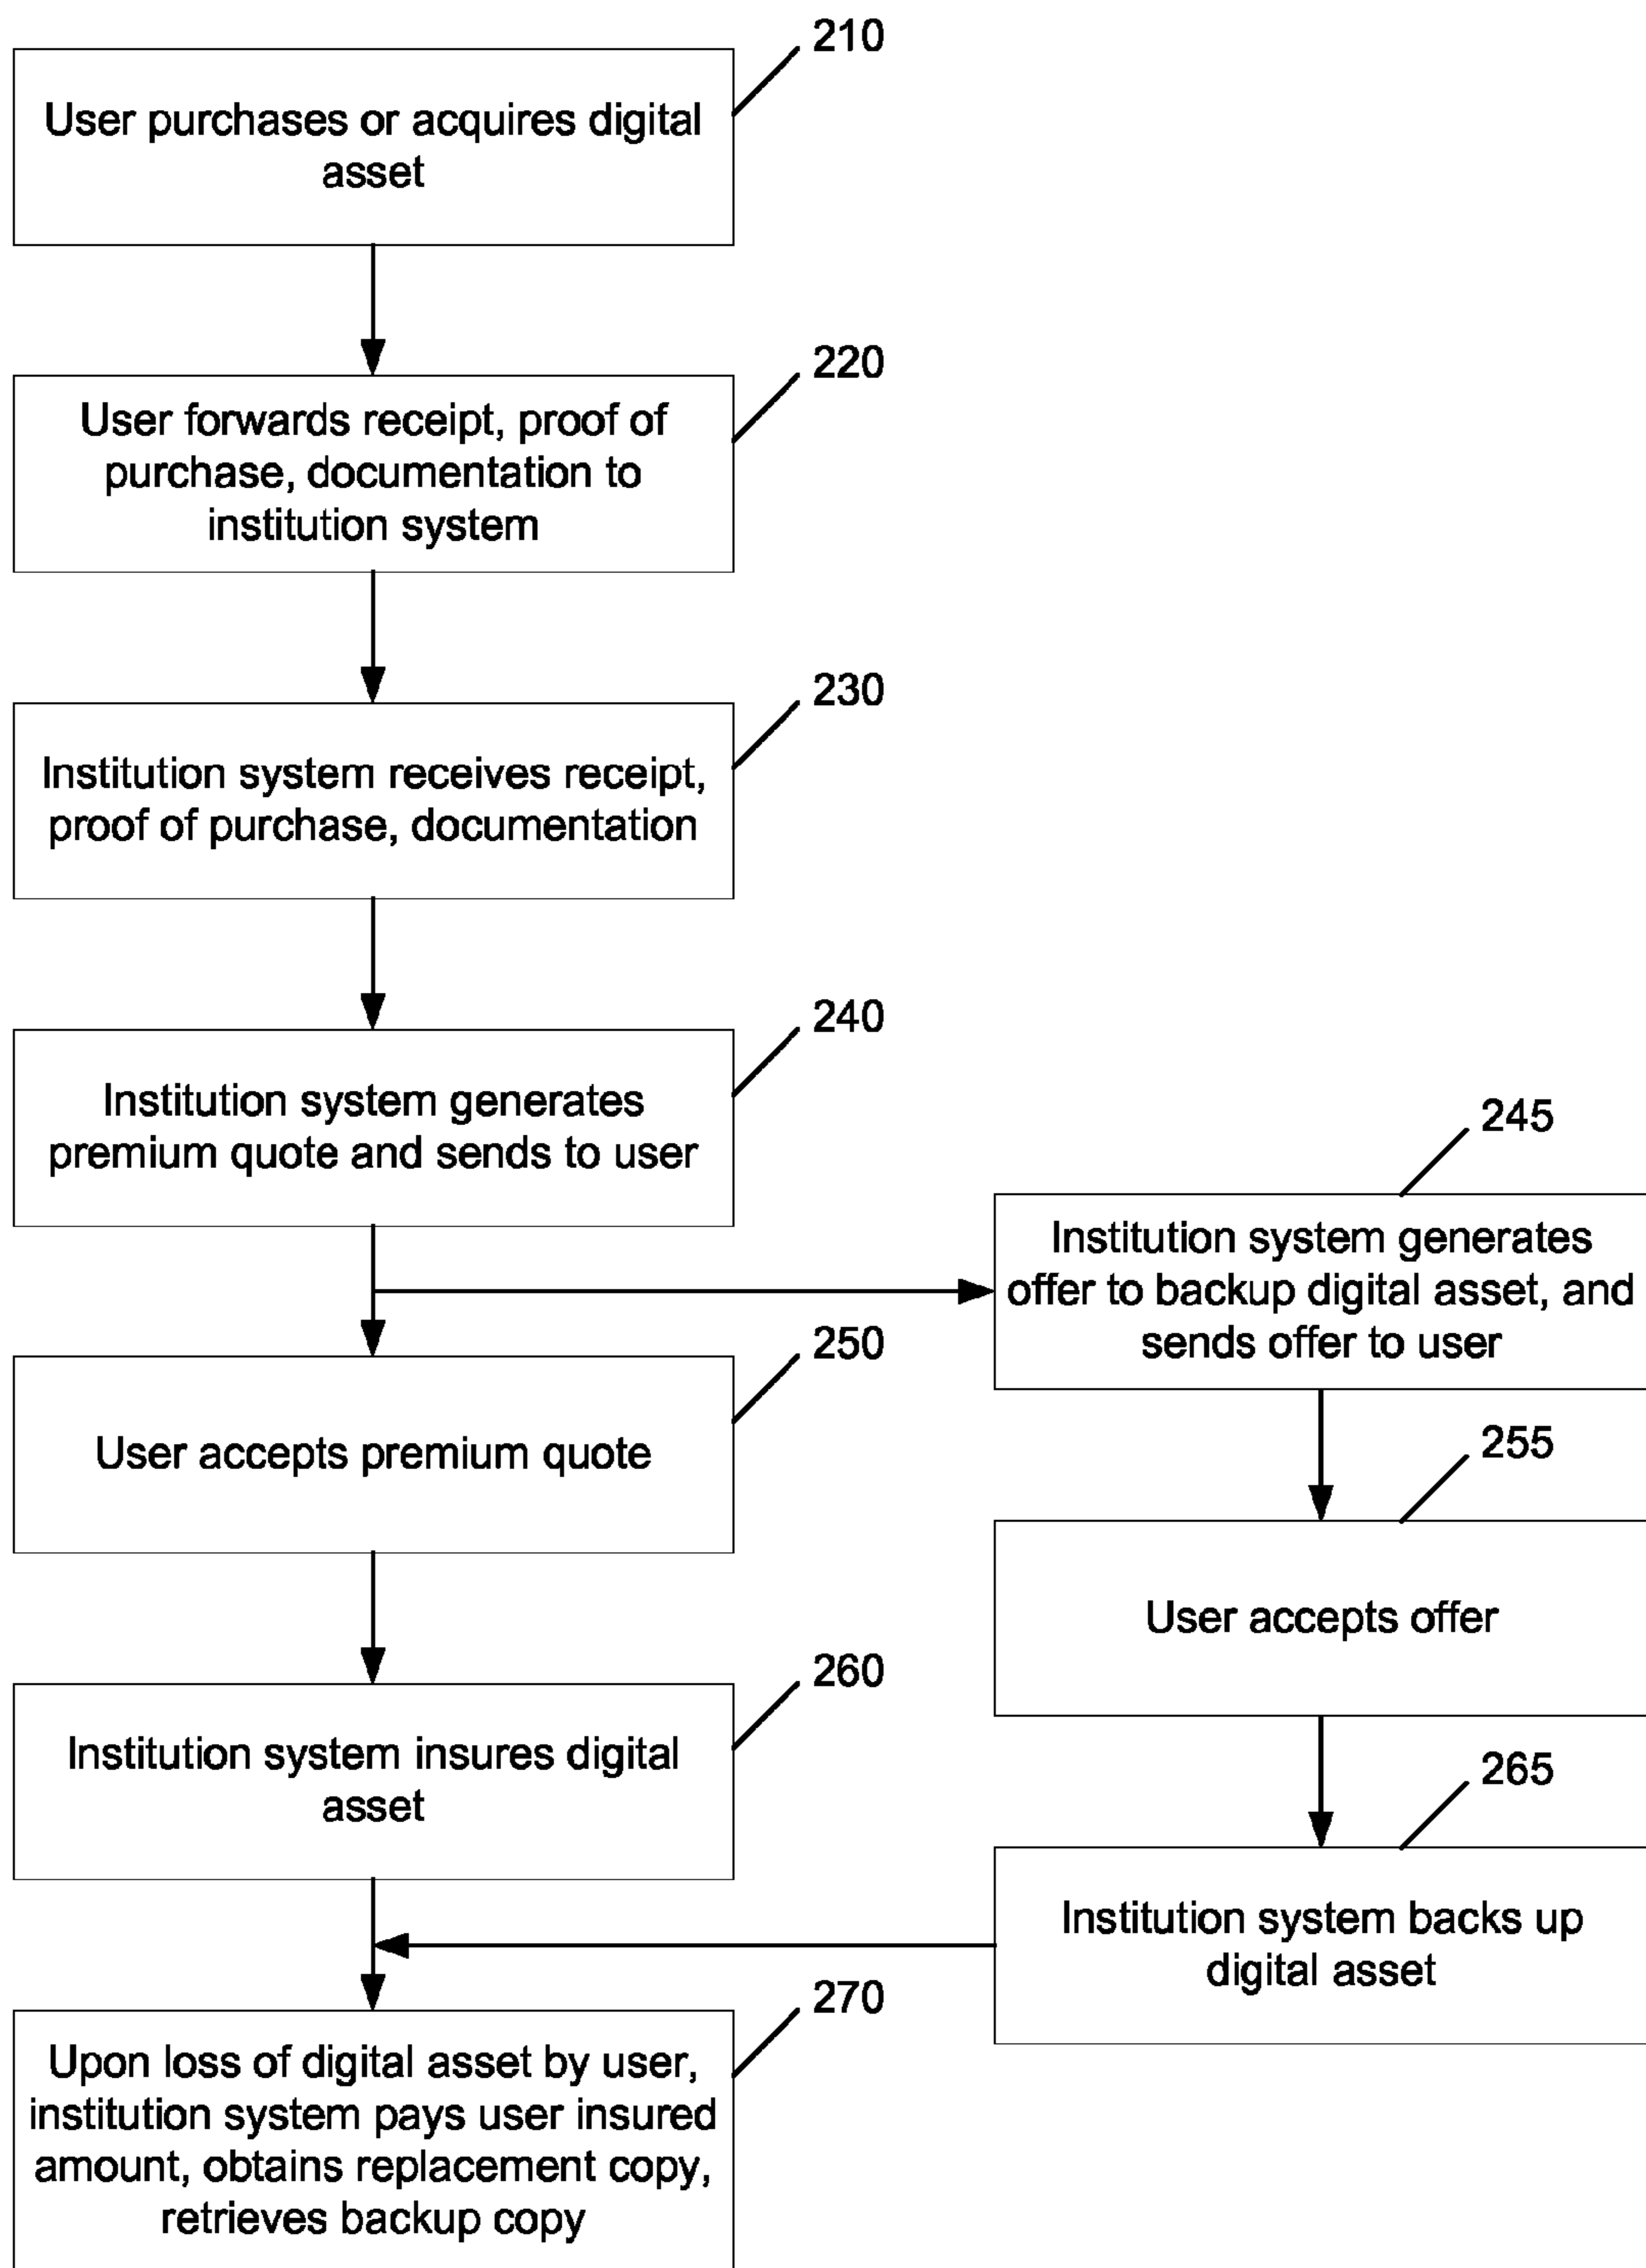 210
User purchases or acquires digital
asset
220
User forwards receipt, proof of
purchase, documentation to
institution system
230
Institution system receives receipt,
proof of purchase, documentation
240
Institution system generates
premium quote and sends to user
245
Institution system generates
offer to backup digital asset, and
sends offer to user
250
User accepts premium quote
255
User accepts offer
260
Institution system insures digital
asset
265
Institution system backs up
digital asset
270
Upon loss of digital asset by user,
institution system pays user insured
amount, obtains replacement copy,
retrieves backup copy